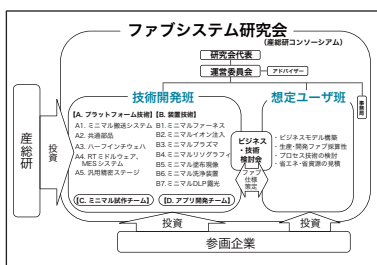 ファブシステム研究会
(産総研コンソーシアム)
研究会代表
運営委員会
アドバイザー
事務局
技術開発班
想定ユーザ班
産総研
投資
【A. プラットフォーム技術】
A1. ミニマル搬送システム
A2. 共通部品
A3. ハーフインチウェハ
A4. RTミドルウェア、
MESシステム
A5. 汎用精密ステージ
【B. 装置技術】
B1.ミニマルファーネス
B2.ミニマルイオン注入
B3.ミニマルプラズマ
B4.ミニマルリソグラフィ
B5.ミニマル塗布現像
B6.ミニマル洗浄装置
B7.ミニマルDLP露光
【C. ミニマル試作チーム】
【D. アプリ開発チーム】
ビジネス
・技術
検討会
ファブ
仕様
策定
・ビジネスモデル構築
・生産・開発ファブ採算性
・プロセス技術の検討
・省エネ・省資源の見積
投資
投資
参画企業